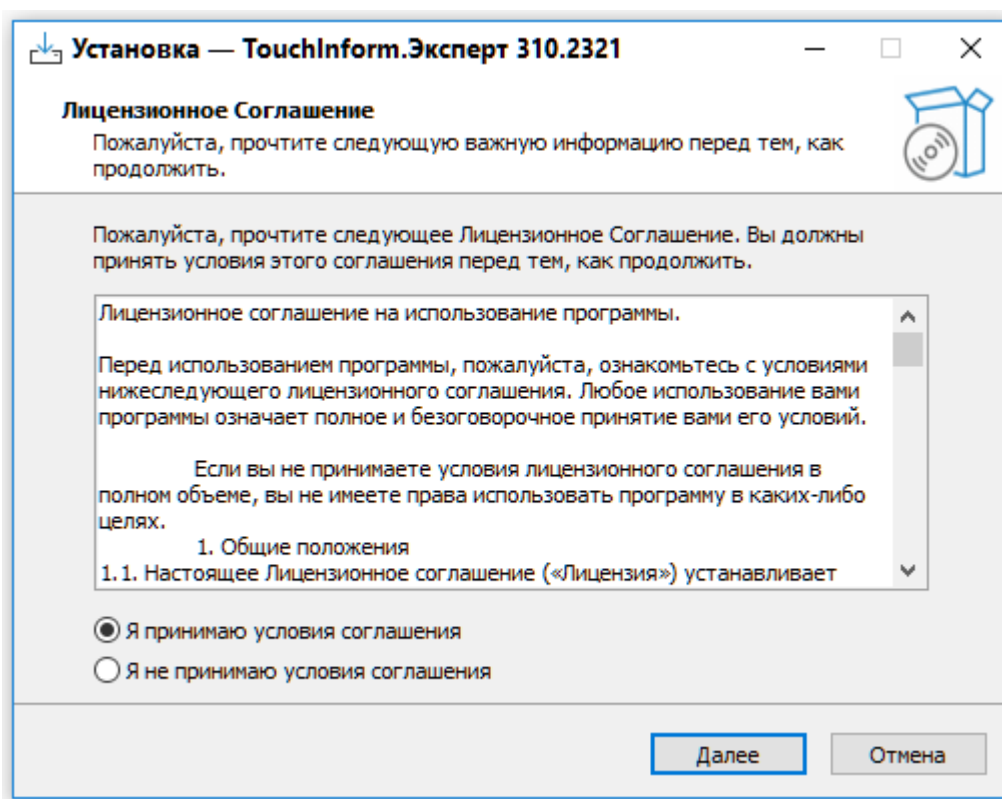 Установка — TouchInform.Эксперт 310.2321
Лицензионное Соглашение
Пожалуйста, прочтите следующую важную информацию перед тем, как
продолжить.
Пожалуйста, прочтите следующее Лицензионное Соглашение. Вы должны
принять условия этого соглашения перед тем, как продолжить.
Лицензионное соглашение на использование программы.
Перед использованием программы, пожалуйста, ознакомьтесь с условиями
нижеследующего лицензионного соглашения. Любое использование вами
программы означает полное и безоговорочное принятие вами его условий.
Если вы не принимаете условия лицензионного соглашения в
полном объеме, вы не имеете права использовать программу в каких-либо
целях.
1. Общие положения
1.1. Настоящее Лицензионное соглашение («Лицензия») устанавливает
Я принимаю условия соглашения
Я не принимаю условия соглашения
Далее
Отмена